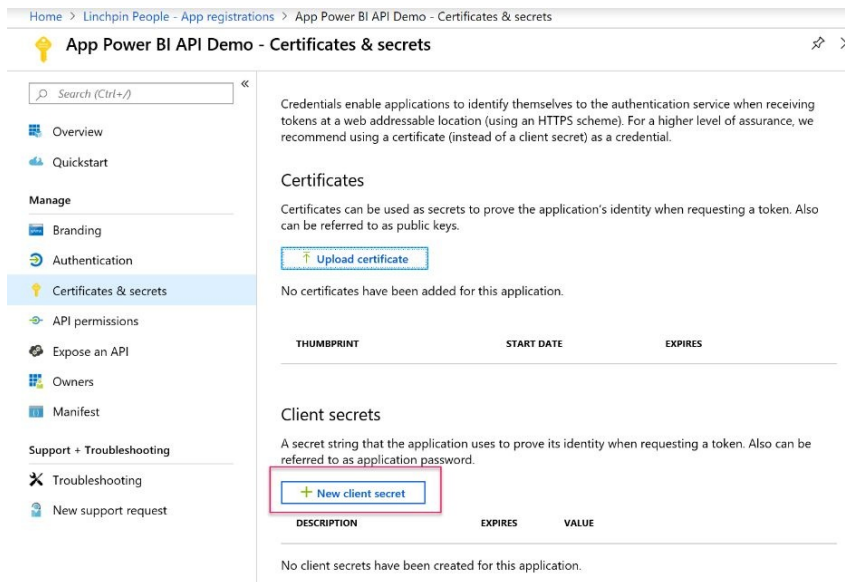 Home > Linchpin People - App registrations > App Power BI API Demo - Certificates & secrets
App Power BI API Demo - Certificates & secrets
Search (Ctrl+/)
«
Overview
Quickstart
Manage
Branding
Authentication
Certificates & secrets
API permissions
Expose an API
Owners
Manifest
Support + Troubleshooting
Troubleshooting
New support request
Credentials enable applications to identify themselves to the authentication service when receiving
tokens at a web addressable location (using an HTTPS scheme). For a higher level of assurance, we
recommend using a certificate (instead of a client secret) as a credential.
Certificates
Certificates can be used as secrets to prove the application's identity when requesting a token. Also
can be referred to as public keys.
Upload certificate
No certificates have been added for this application.
THUMBPRINT START DATE EXPIRES
Client secrets
A secret string that the application uses to prove its identity when requesting a token. Also can be
referred to as application password.
+ New client secret
DESCRIPTION EXPIRES VALUE
No client secrets have been created for this application.